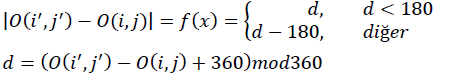 |O(i′,j′) − O(i,j)| = f(x) = { d, d < 180
d − 180, diğer
d = (O(i′,j′) − O(i,j) + 360)mod360